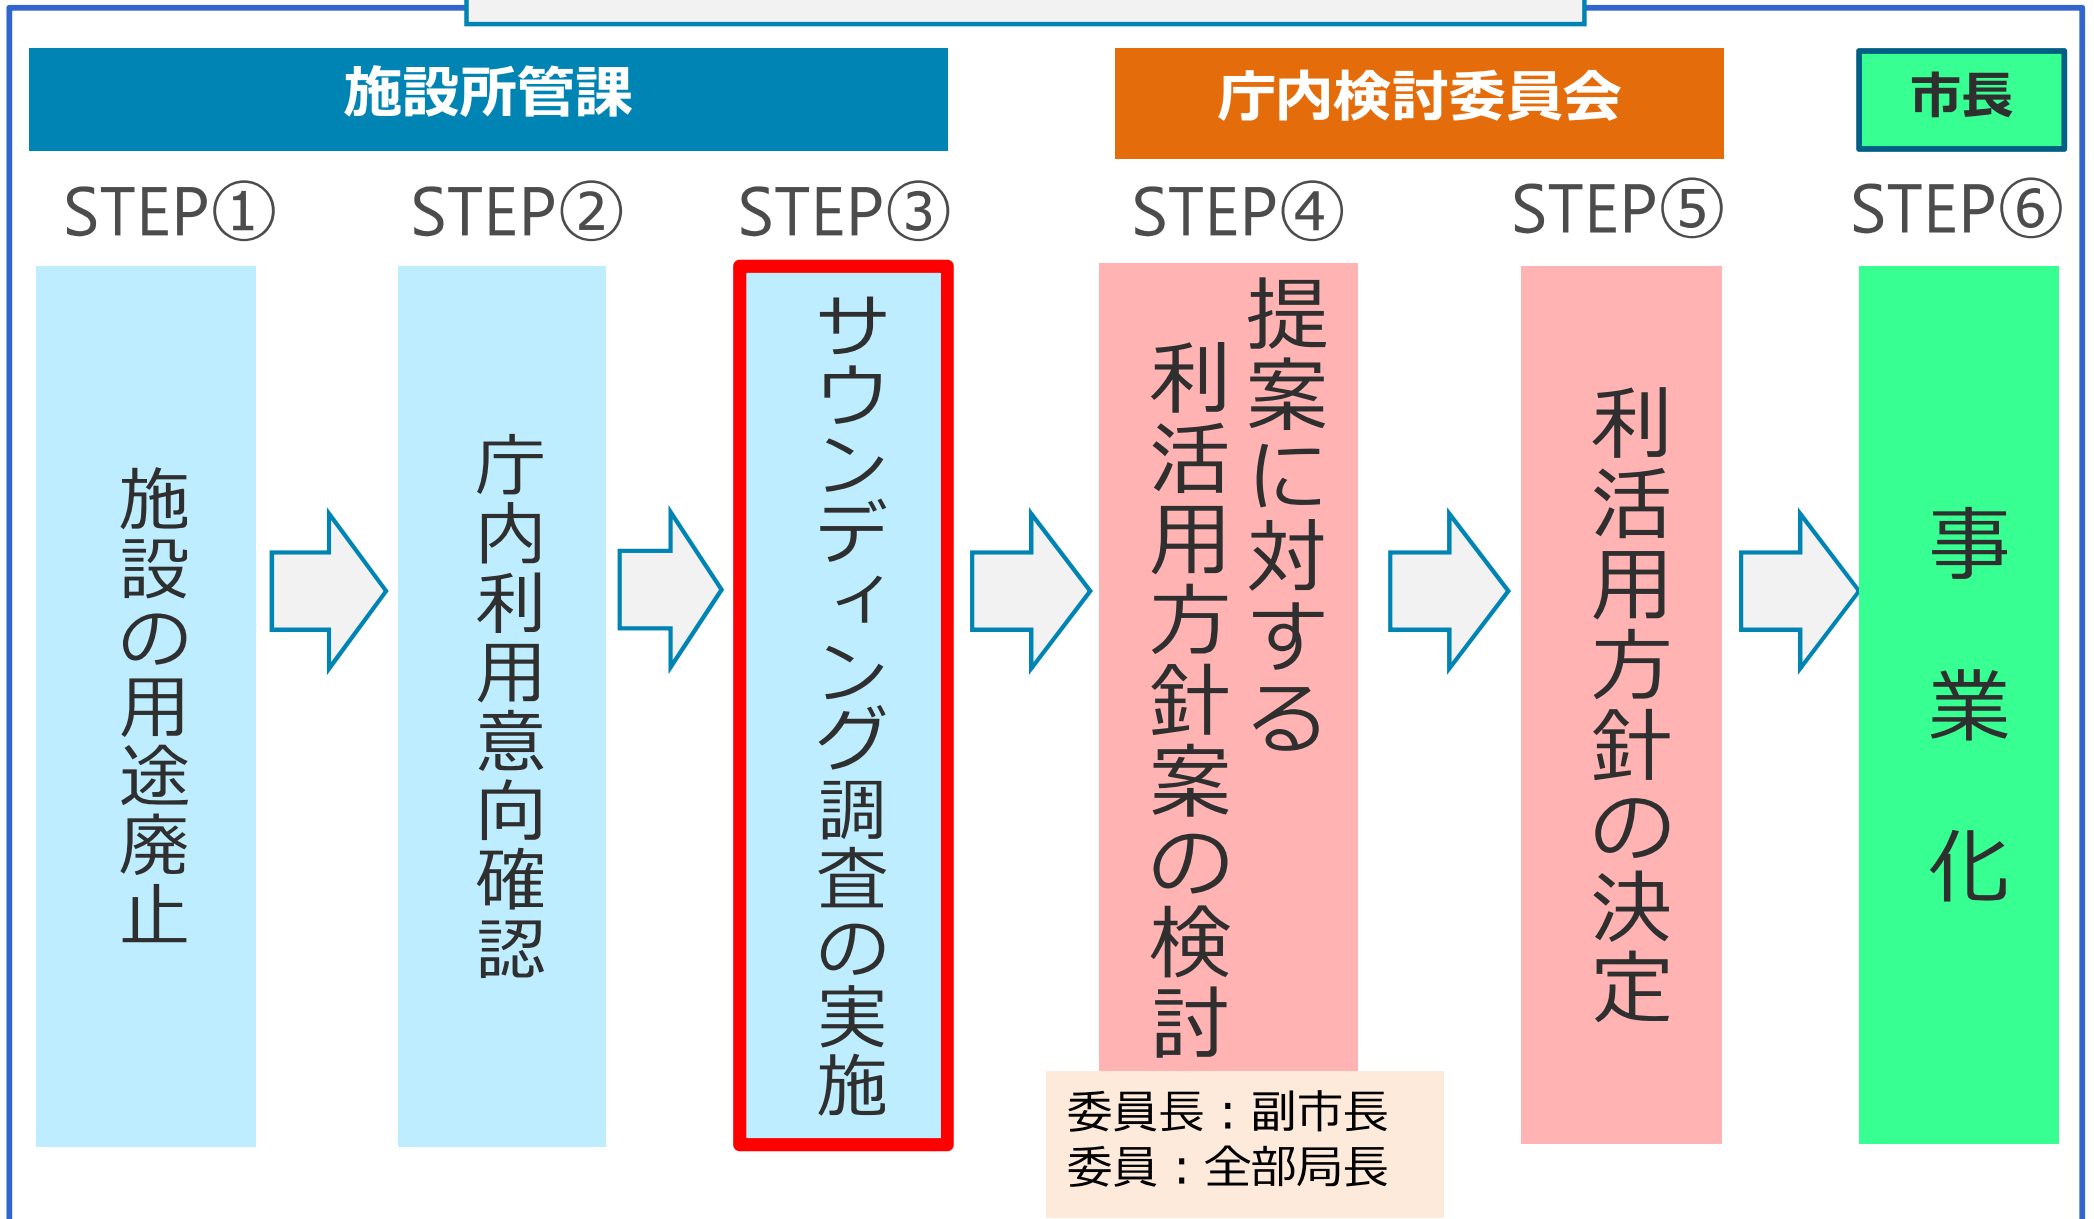 施設所管課
庁内検討委員会
市長
STEP①
STEP②
STEP③
STEP④
STEP⑤
STEP⑥
施設の用途廃止
庁内利用意向確認
サウンディング調査の実施
提案に対する
利活用方針案の検討
利活用方針の決定
事業化
委員長：副市長
委員：全部局長